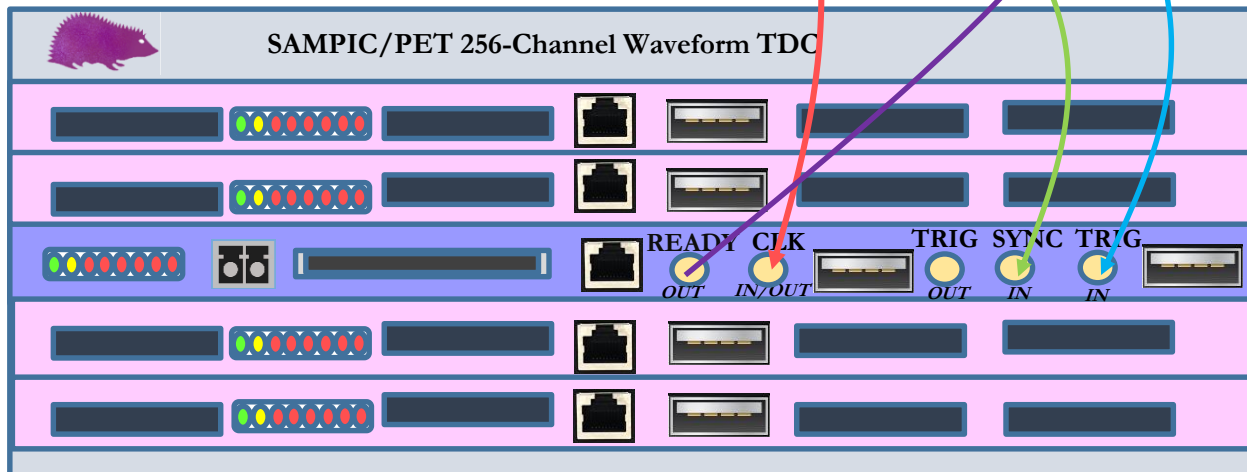 SAMPIC/PET 256-Channel Waveform TDC
READY CLK TRIG SYNC TRIG
OUT IN/OUT OUT IN IN